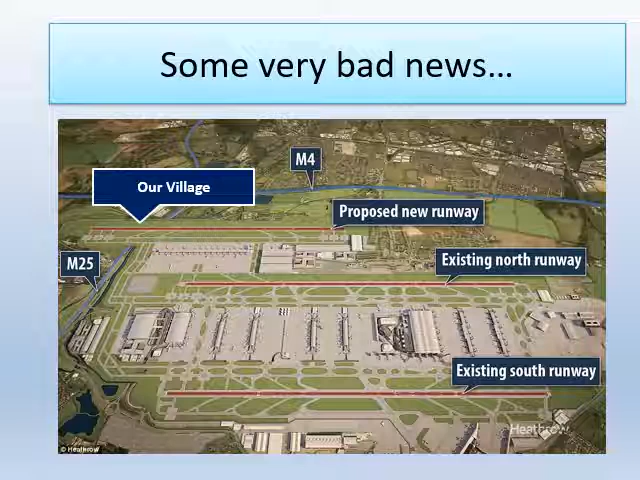 Some very bad news...
M4
Our Village
Proposed new runway
M25
Existing north runway
Existing south runway
Heathrow
© Heathrow